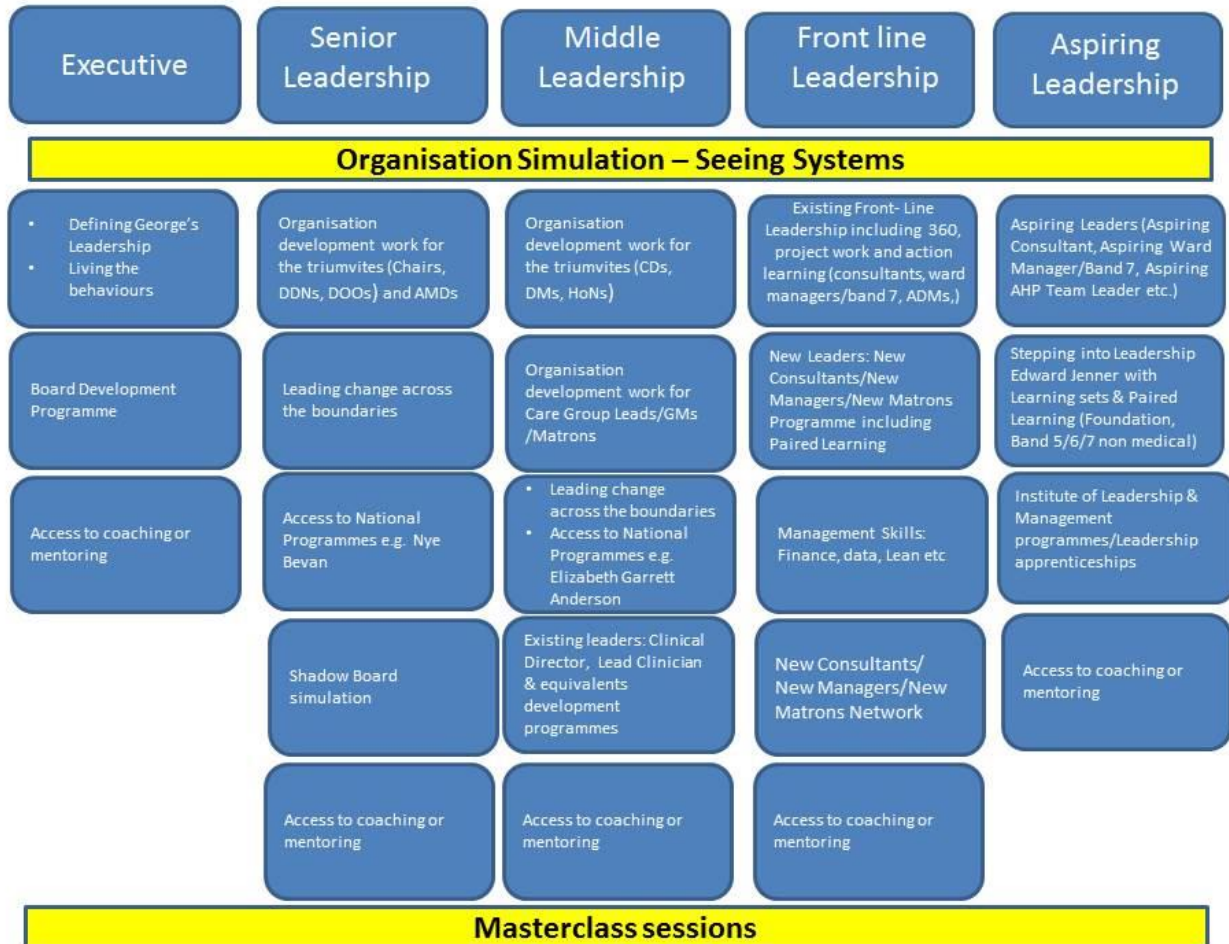 Executive
Senior
Leadership
Middle
Leadership
Front line
Leadership
Aspiring
Leadership
Organisation Simulation – Seeing Systems
• Defining George's
Leadership
• Living the
behaviours
Organisation
development work for
the triumvites (Chairs,
DDNs, DOOs) and AMDs
Organisation
development work for
the triumvites (CDs,
DMs, HoNs)
Existing Front- Line
Leadership including 360,
project work and action
learning (consultants, ward
managers/band 7, ADMs,)
Aspiring Leaders (Aspiring
Consultant, Aspiring Ward
Manager/Band 7, Aspiring
AHP Team Leader etc.)
Board Development
Programme
Leading change across
the boundaries
Organisation
development work for
Care Group Leads/GMs
/Matrons
New Leaders: New
Consultants/New
Managers/New Matrons
Programme including
Paired Learning
Stepping into Leadership
Edward Jenner with
Learning sets & Paired
Learning (Foundation,
Band 5/6/7 non medical)
Access to coaching or
mentoring
Access to National
Programmes e.g. Nye
Bevan
• Leading change
across the boundaries
• Access to National
Programmes e.g.
Elizabeth Garrett
Anderson
Management Skills:
Finance, data, Lean etc
Institute of Leadership &
Management
programmes/Leadership
apprenticeships
Shadow Board
simulation
Existing leaders: Clinical
Director, Lead Clinician
& equivalents
development
programmes
New Consultants/
New Managers/New
Matrons Network
Access to coaching or
mentoring
Access to coaching or
mentoring
Access to coaching or
mentoring
Access to coaching or
mentoring
Masterclass sessions